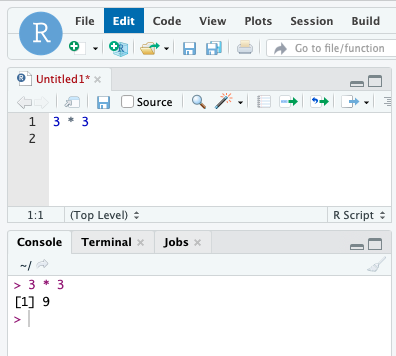 R
File Edit Code View Plots Session Build
Go to file/function
Untitled1*
Source
1 3 * 3
2
1:1 (Top Level) R Script
Console Terminal Jobs
~/
> 3 * 3
[1] 9
>